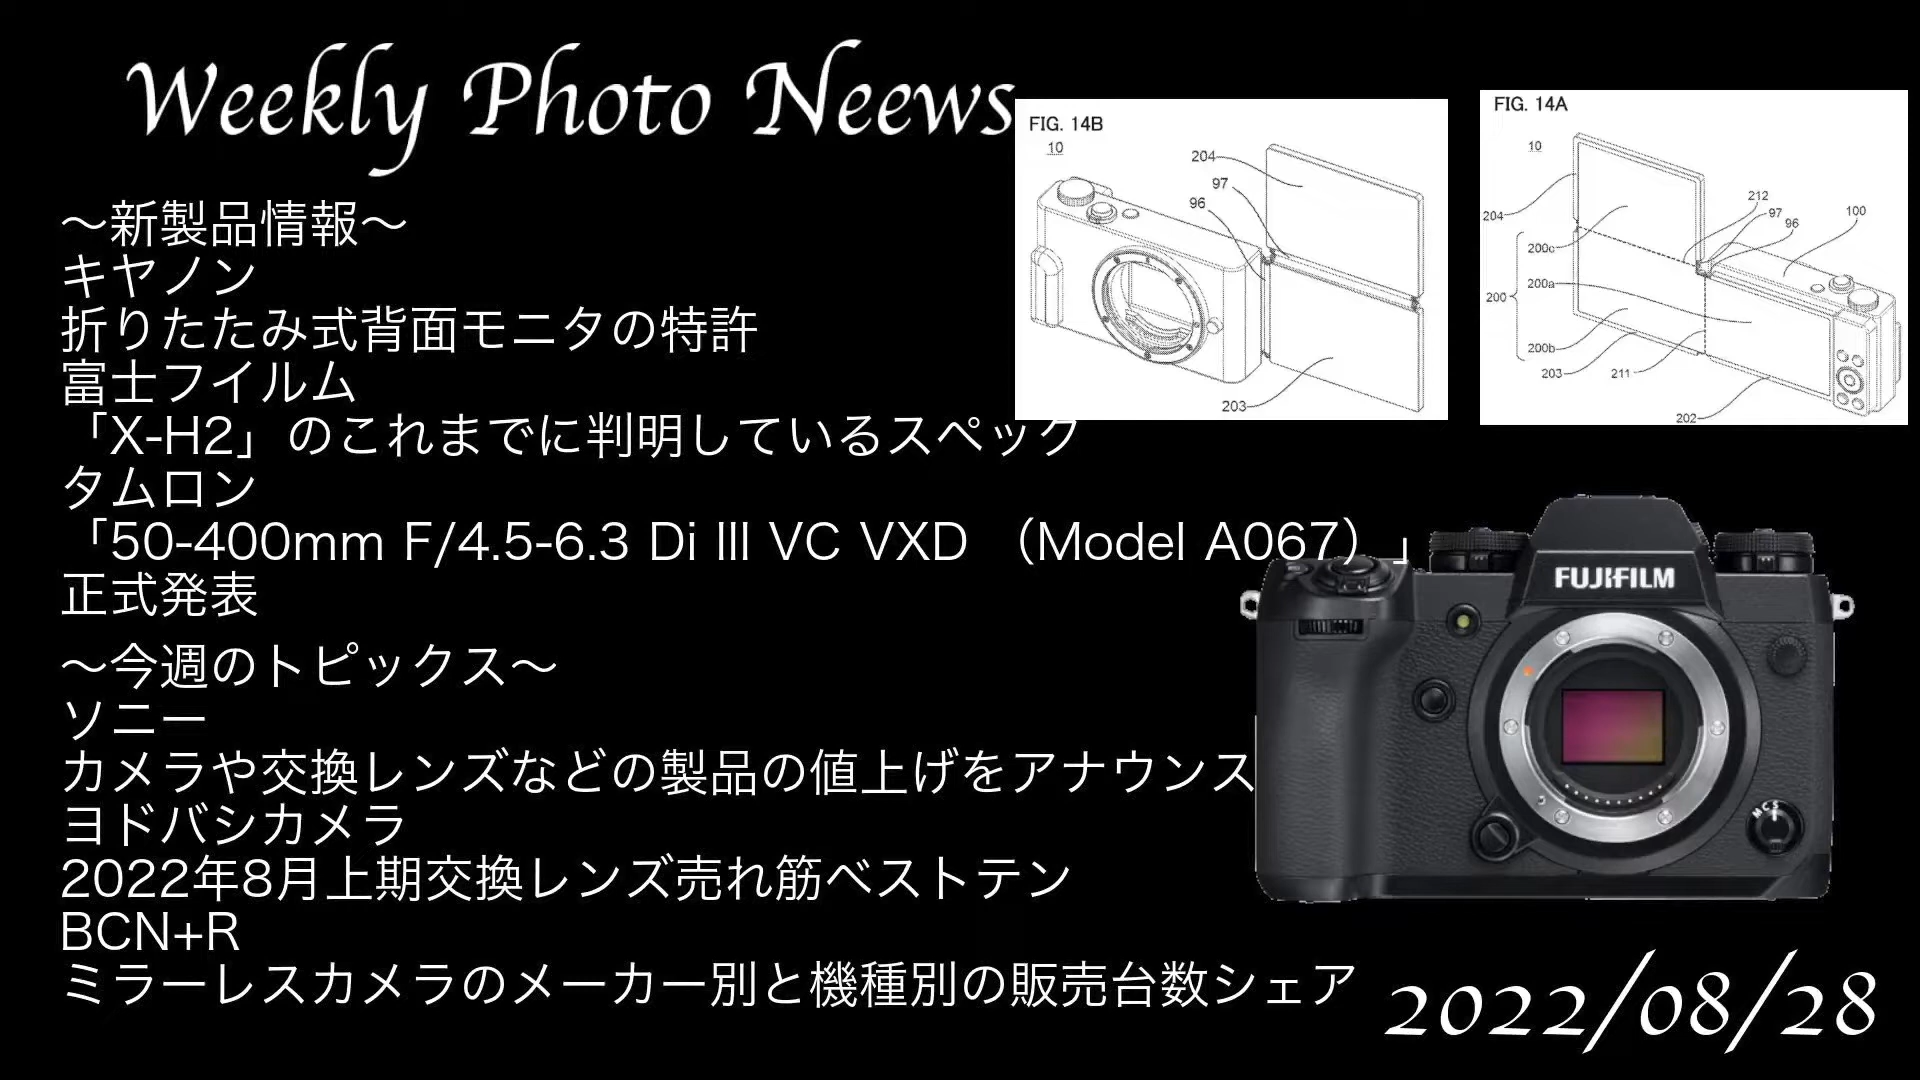 Weekly Photo Neews
～新製品情報～
キヤノン
折りたたみ式背面モニタの特許
富士フイルム
「X-H2」のこれまでに判明しているスペック
タムロン
「50-400mm F/4.5-6.3 Di III VC VXD （Model A067）」
正式発表
～今週のトピックス～
ソニー
カメラや交換レンズなどの製品の値上げをアナウンス
ヨドバシカメラ
2022年8月上期交換レンズ売れ筋ベストテン
BCN+R
ミラーレスカメラのメーカー別と機種別の販売台数シェア
FIG. 14B
10
204
97
96
203
FIG. 14A
10
204
212
97
96
100
200c
200a
200
200b
203
211
202
FUJIFILM
M C S
2022/08/28